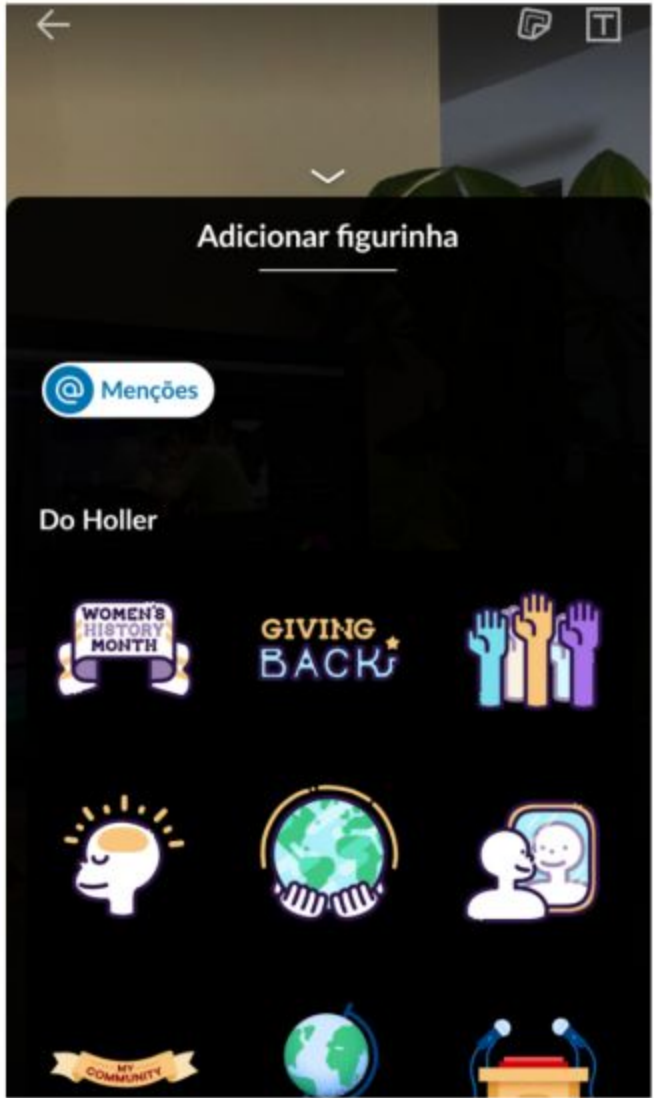 T
Adicionar figurinha
@ Menções
Do Holler
WOMEN'S
HISTORY
MONTH
GIVING
BACK
MY
COMMUNITY